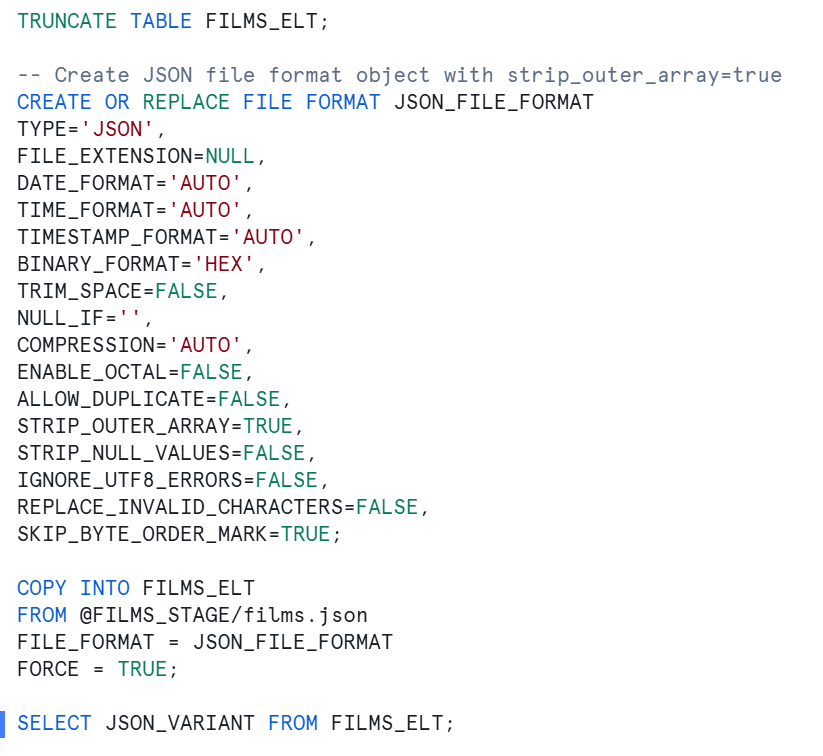 TRUNCATE TABLE FILMS_ELT;
-- Create JSON file format object with strip_outer_array=true
CREATE OR REPLACE FILE FORMAT JSON_FILE_FORMAT
TYPE='JSON',
FILE_EXTENSION=NULL,
DATE_FORMAT='AUTO',
TIME_FORMAT='AUTO',
TIMESTAMP_FORMAT='AUTO',
BINARY_FORMAT='HEX',
TRIM_SPACE=FALSE,
NULL_IF='',
COMPRESSION='AUTO',
ENABLE_OCTAL=FALSE,
ALLOW_DUPLICATE=FALSE,
STRIP_OUTER_ARRAY=TRUE,
STRIP_NULL_VALUES=FALSE,
IGNORE_UTF8_ERRORS=FALSE,
REPLACE_INVALID_CHARACTERS=FALSE,
SKIP_BYTE_ORDER_MARK=TRUE;
COPY INTO FILMS_ELT
FROM @FILMS_STAGE/films.json
FILE_FORMAT = JSON_FILE_FORMAT
FORCE = TRUE;
SELECT JSON_VARIANT FROM FILMS_ELT;